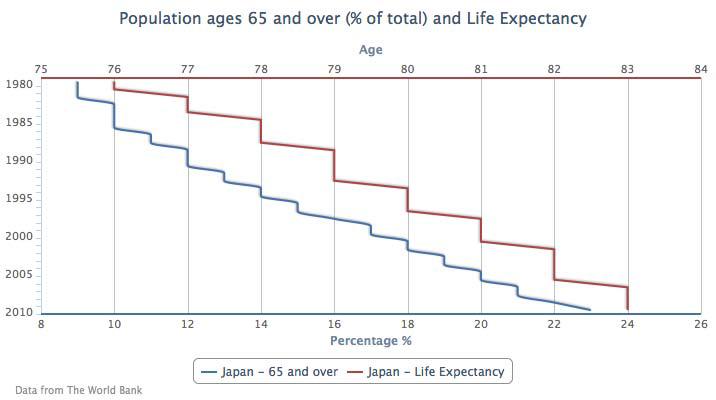 Population ages 65 and over (% of total) and Life Expectancy
Age
75 76 77 78 79 80 81 82 83 84
1980
1985
1990
1995
2000
2005
2010
8 10 12 14 16 18 20 22 24 26
Percentage %
Japan - 65 and over Japan - Life Expectancy
Data from The World Bank